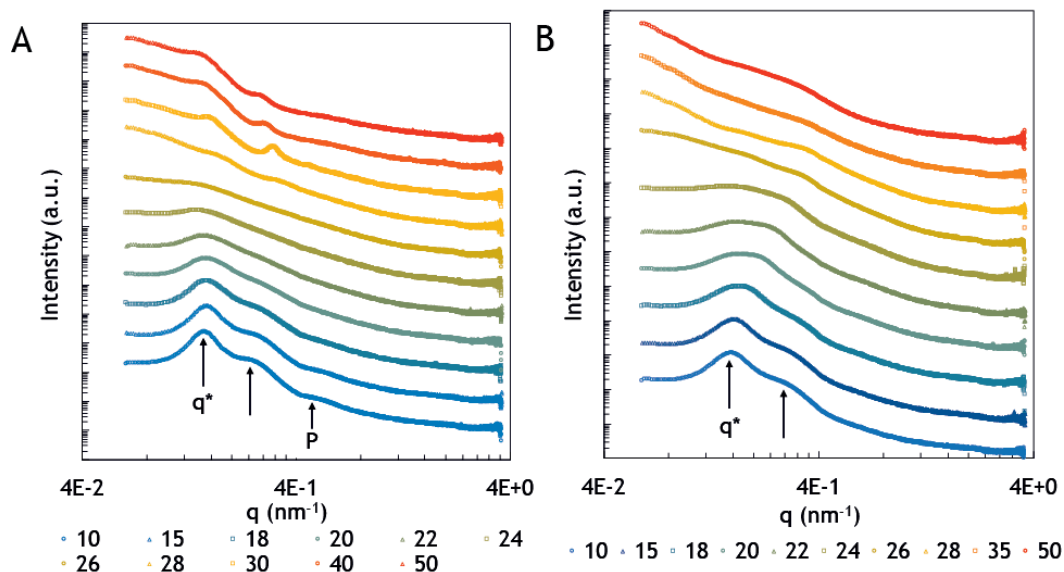 A
Intensity (a.u.)
q*
P
4E-2 4E-1 4E+0
q (nm⁻¹)
10 15 18 20 22 24
26 28 30 40 50
B
Intensity (a.u.)
q*
4E-2 4E-1 4E+0
q (nm⁻¹)
10 15 18 20 22 24 26 28 35 50